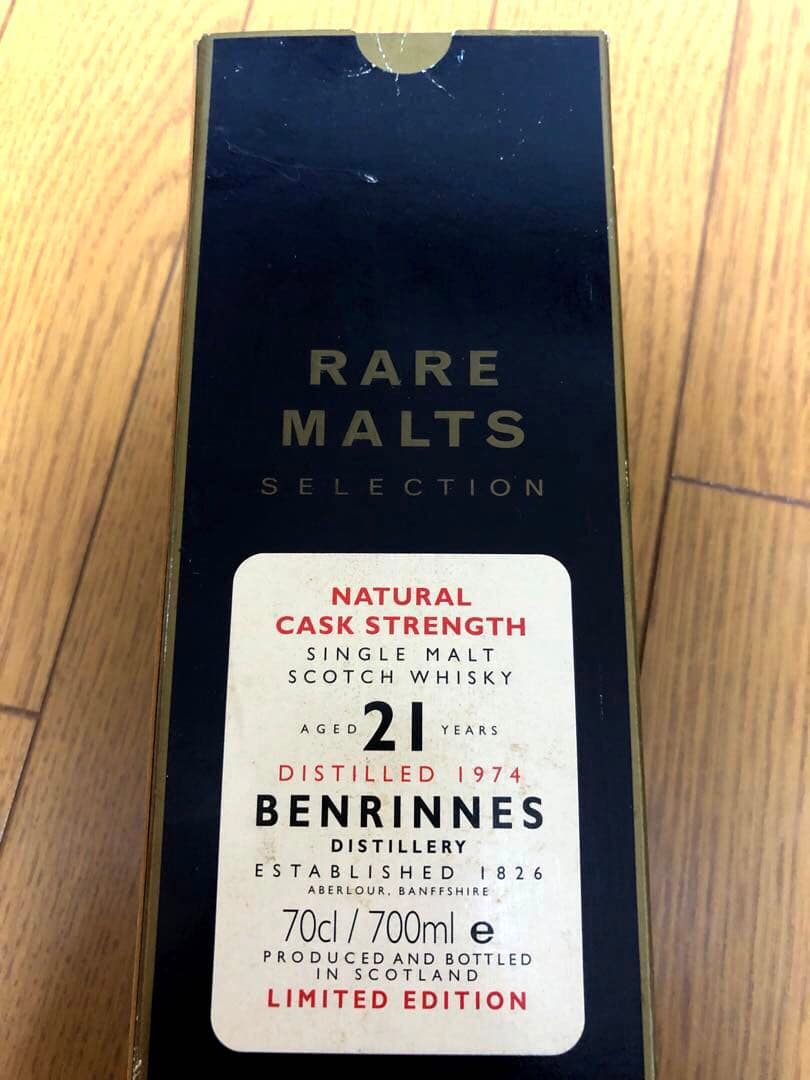 RARE
MALTS
SELECTION
NATURAL
CASK STRENGTH
SINGLE MALT
SCOTCH WHISKY
AGED 21 YEARS
DISTILLED 1974
BENRINNES
DISTILLERY
ESTABLISHED 1826
ABERLOUR, BANFFSHIRE
70cl / 700ml e
PRODUCED AND BOTTLED
IN SCOTLAND
LIMITED EDITION